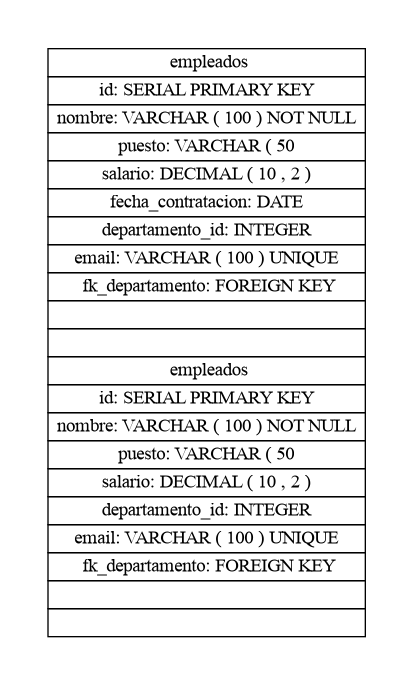 empleados
id: SERIAL PRIMARY KEY
nombre: VARCHAR ( 100 ) NOT NULL
puesto: VARCHAR ( 50
salario: DECIMAL ( 10 , 2 )
fecha_contratacion: DATE
departamento_id: INTEGER
email: VARCHAR ( 100 ) UNIQUE
fk_departamento: FOREIGN KEY
empleados
id: SERIAL PRIMARY KEY
nombre: VARCHAR ( 100 ) NOT NULL
puesto: VARCHAR ( 50
salario: DECIMAL ( 10 , 2 )
departamento_id: INTEGER
email: VARCHAR ( 100 ) UNIQUE
fk_departamento: FOREIGN KEY